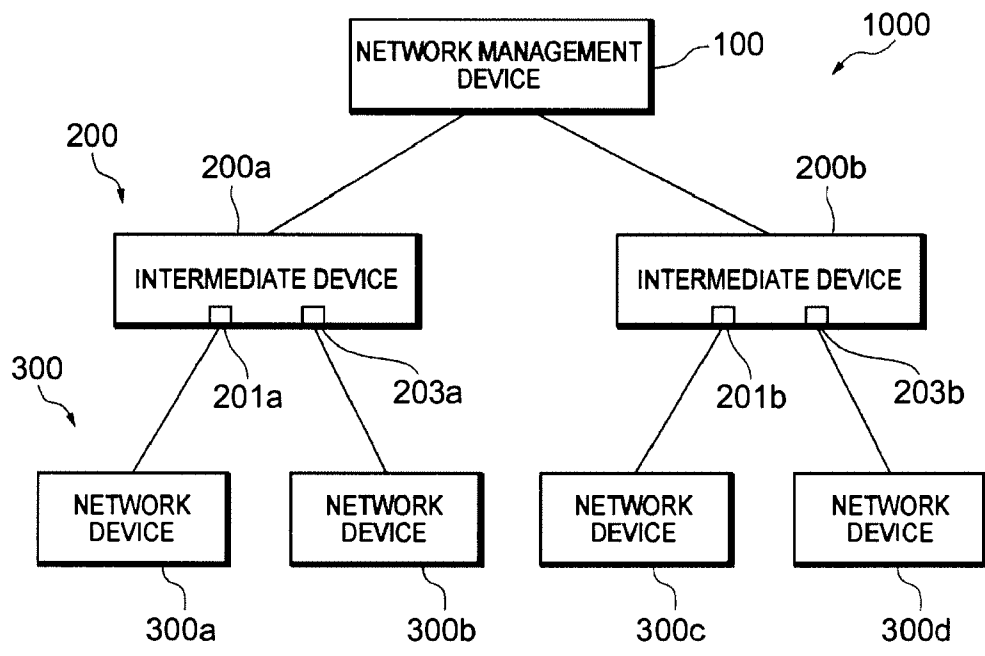 NETWORK MANAGEMENT
DEVICE
100
1000
200
200a
200b
INTERMEDIATE DEVICE
INTERMEDIATE DEVICE
300
201a
203a
201b
203b
NETWORK
DEVICE
NETWORK
DEVICE
NETWORK
DEVICE
NETWORK
DEVICE
300a
300b
300c
300d